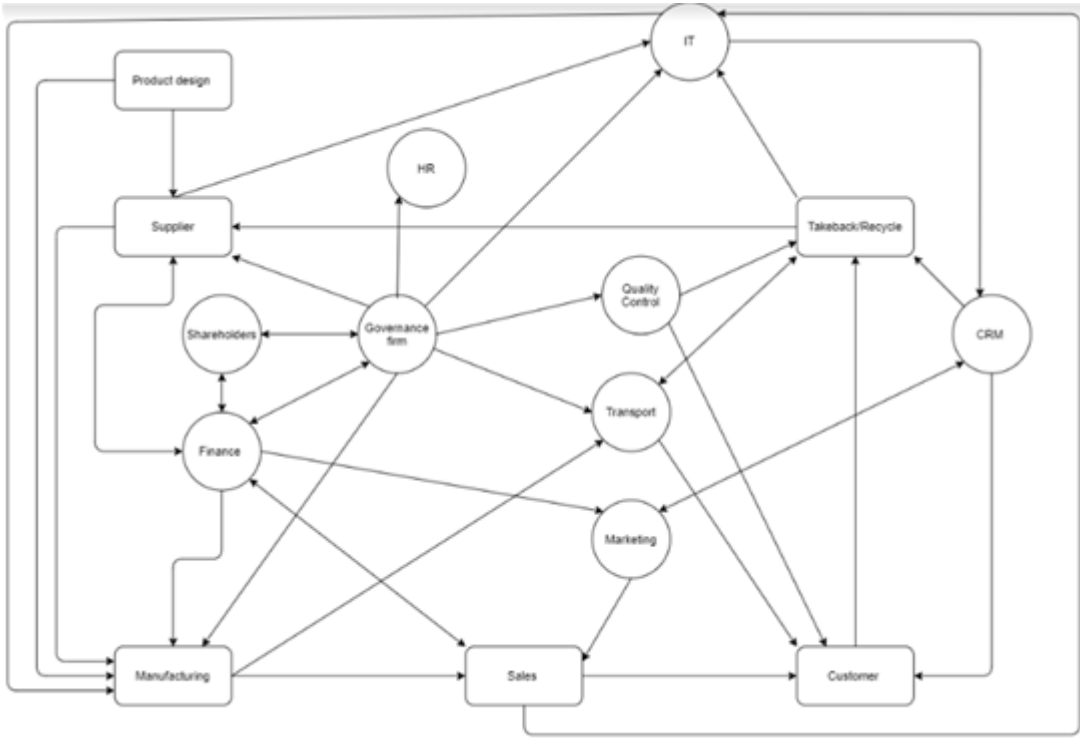 IT
Product design
HR
Supplier
Takeback/Recycle
Quality
Control
Shareholders
Governance
firm
CRM
Transport
Finance
Marketing
Manufacturing
Sales
Customer